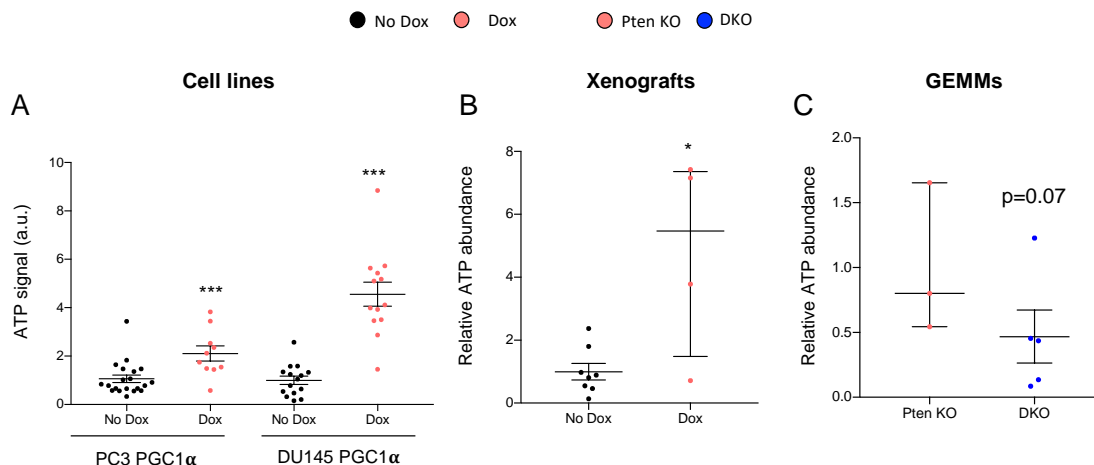 No Dox Dox Pten KO DKO
Cell lines
Xenografts
GEMMs
A
B
C
ATP signal (a.u.)
10
8
6
4
2
0
***
***
No Dox Dox No Dox Dox
PC3 PGC1α DU145 PGC1α
Relative ATP abundance
8
6
4
2
0
*
No Dox Dox
Relative ATP abundance
2.0
1.5
1.0
0.5
0.0
p=0.07
Pten KO DKO